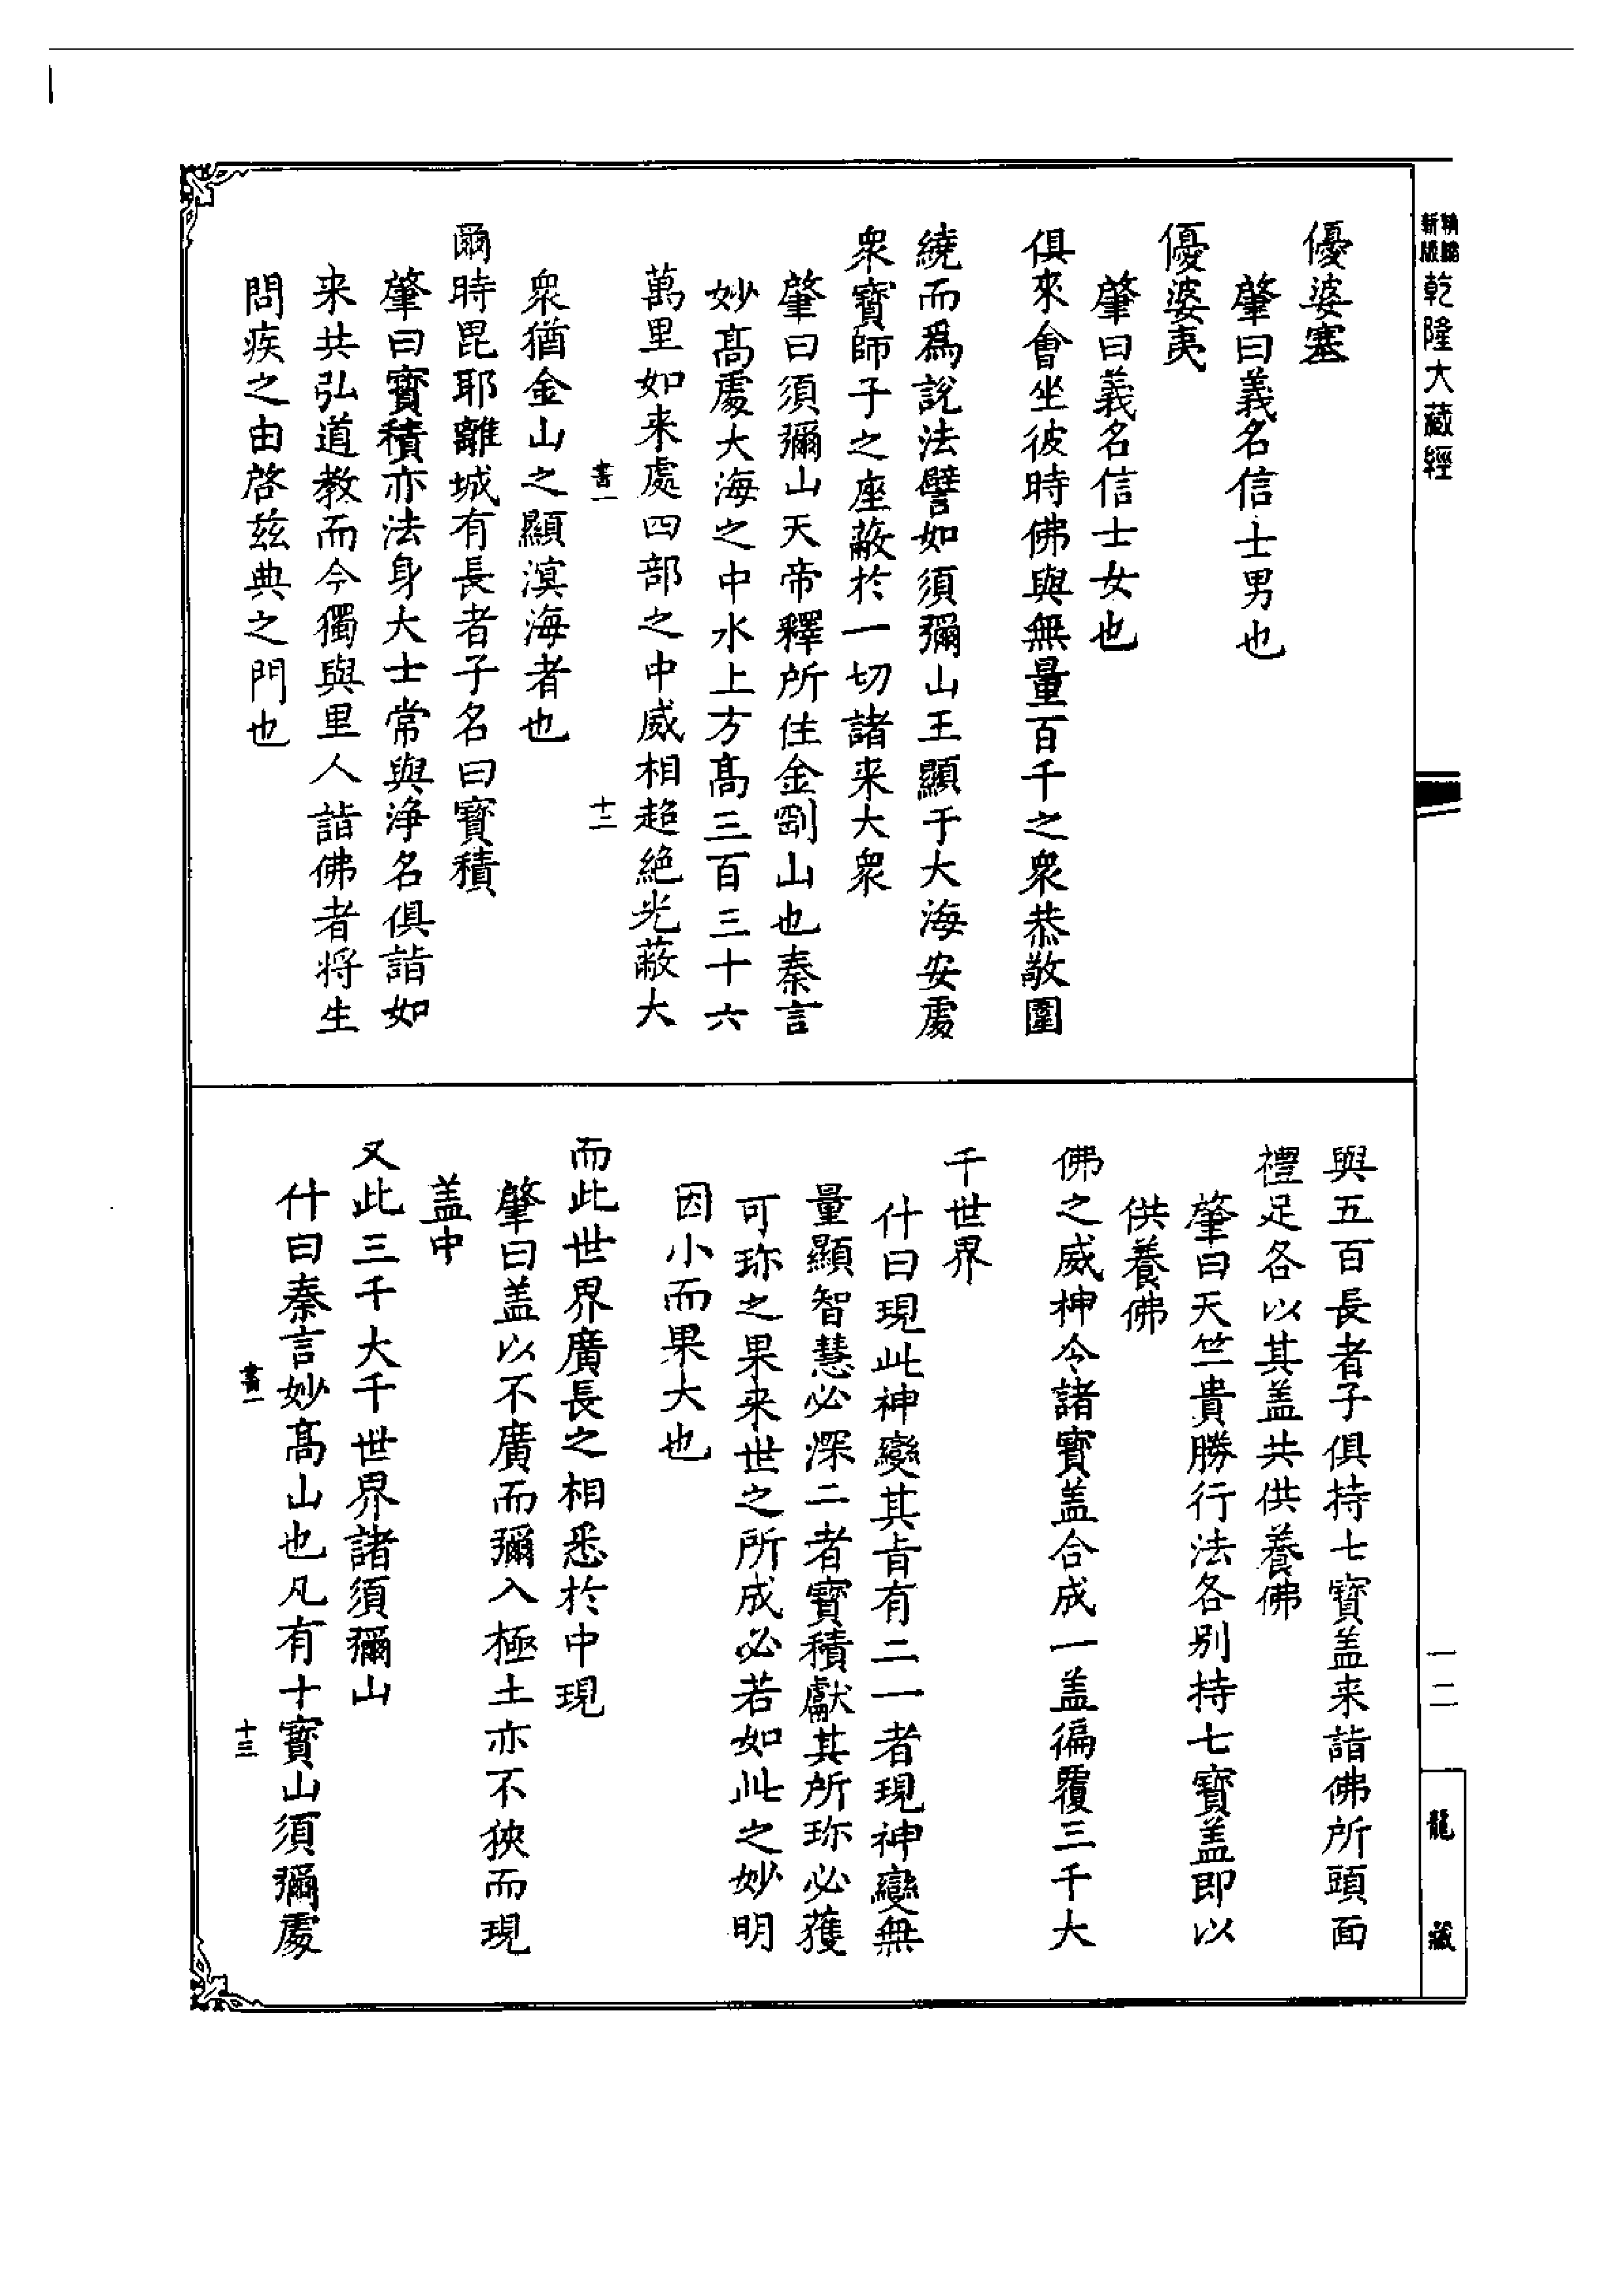 新版
精縮
乾隆大藏經
優婆塞
肇曰義名信士男也
優婆夷
肇曰義名信士女也
俱來會坐彼時佛與無量百千之衆恭敬圍
繞而爲說法譬如須彌山王顯于大海安處
衆寶師子之座蔽於一切諸来大衆
肇曰須彌山天帝釋所住金剛山也秦言
妙高處大海之中水上方高三百三十六
萬里如来處四部之中威相超絶光蔽大
書一
十二
衆猶金山之顯溟海者也
爾時毘耶離城有長者子名曰寶積
肇曰寶積亦法身大士常與淨名俱詣如
来共弘道教而今獨與里人詣佛者将生
問疾之由啓茲典之門也
與五百長者子俱持七寶盖来詣佛所頭面
禮足各以其盖共供養佛
肇曰天竺貴勝行法各别持七寶盖即以
供養佛
佛之威神令諸寶盖合成一盖徧覆三千大
千世界
什曰現此神變其旨有二一者現神變無
量顯智慧必深二者寶積獻其所珎必獲
可珎之果来世之所成必若如此之妙明
因小而果大也
而此世界廣長之相悉於中現
肇曰盖以不廣而彌入極土亦不狹而現
盖中
又此三千大千世界諸須彌山
什曰秦言妙高山也凡有十寶山須彌處
書一
十三
一二
龍藏